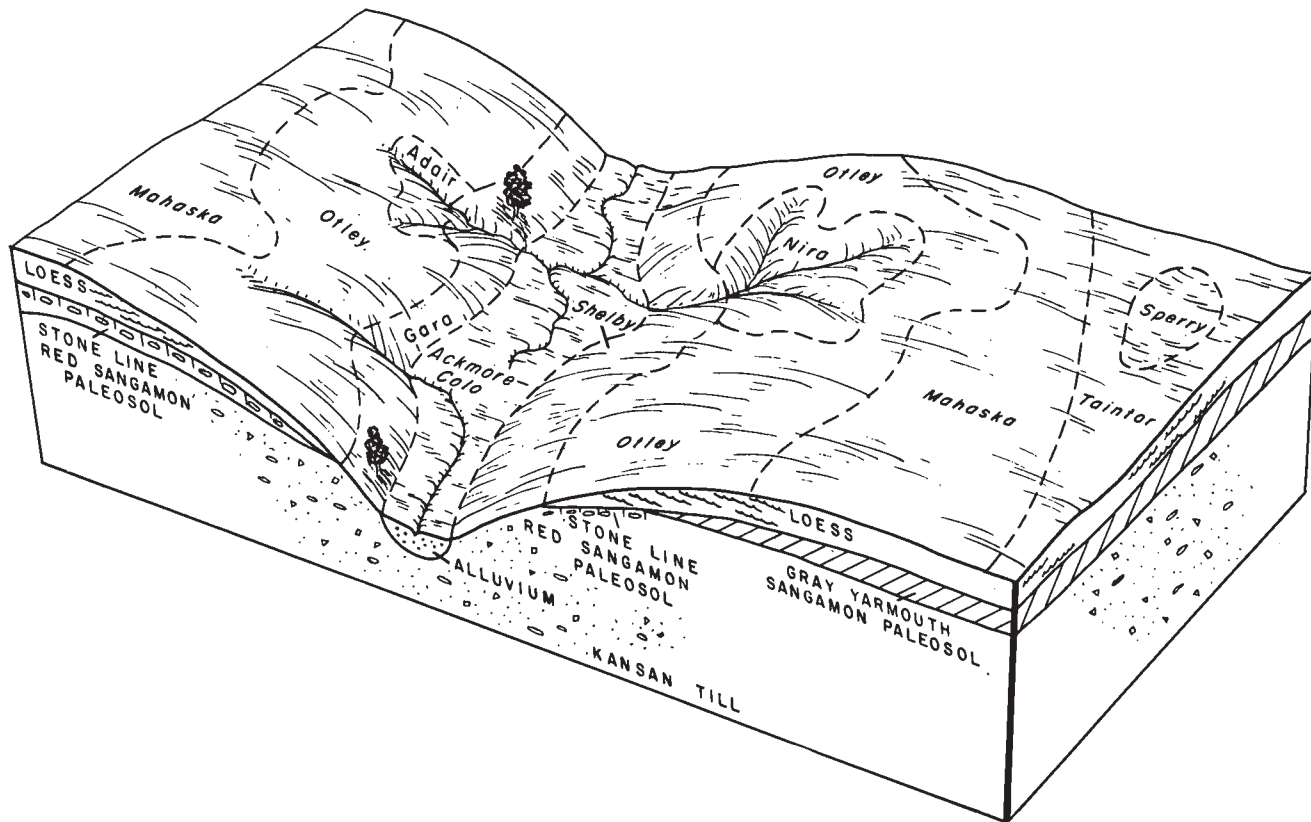 Otley
Adair
Mahaska
Otley.
Nira
Sperry
LOESS
Shelby
Gara
Ackmore-
Colo
STONE LINE
RED SANGAMON
PALEOSOL
Mahaska
Taintor
Otley
LOESS
STONE LINE
RED SANGAMON
PALEOSOL
ALLUVIUM
GRAY YARMOUTH
SANGAMON PALEOSOL
KANSAN TILL